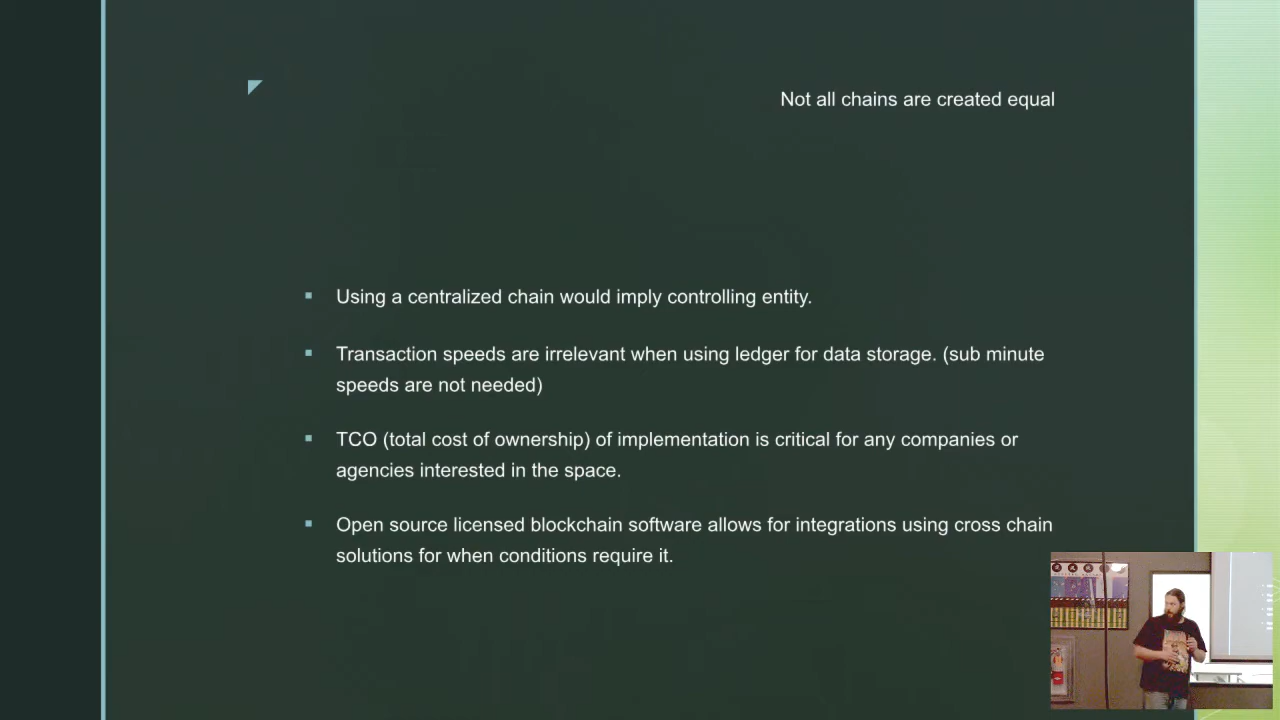 Not all chains are created equal
Using a centralized chain would imply controlling entity.
Transaction speeds are irrelevant when using ledger for data storage. (sub minute
speeds are not needed)
TCO (total cost of ownership) of implementation is critical for any companies or
agencies interested in the space.
Open source licensed blockchain software allows for integrations using cross chain
solutions for when conditions require it.